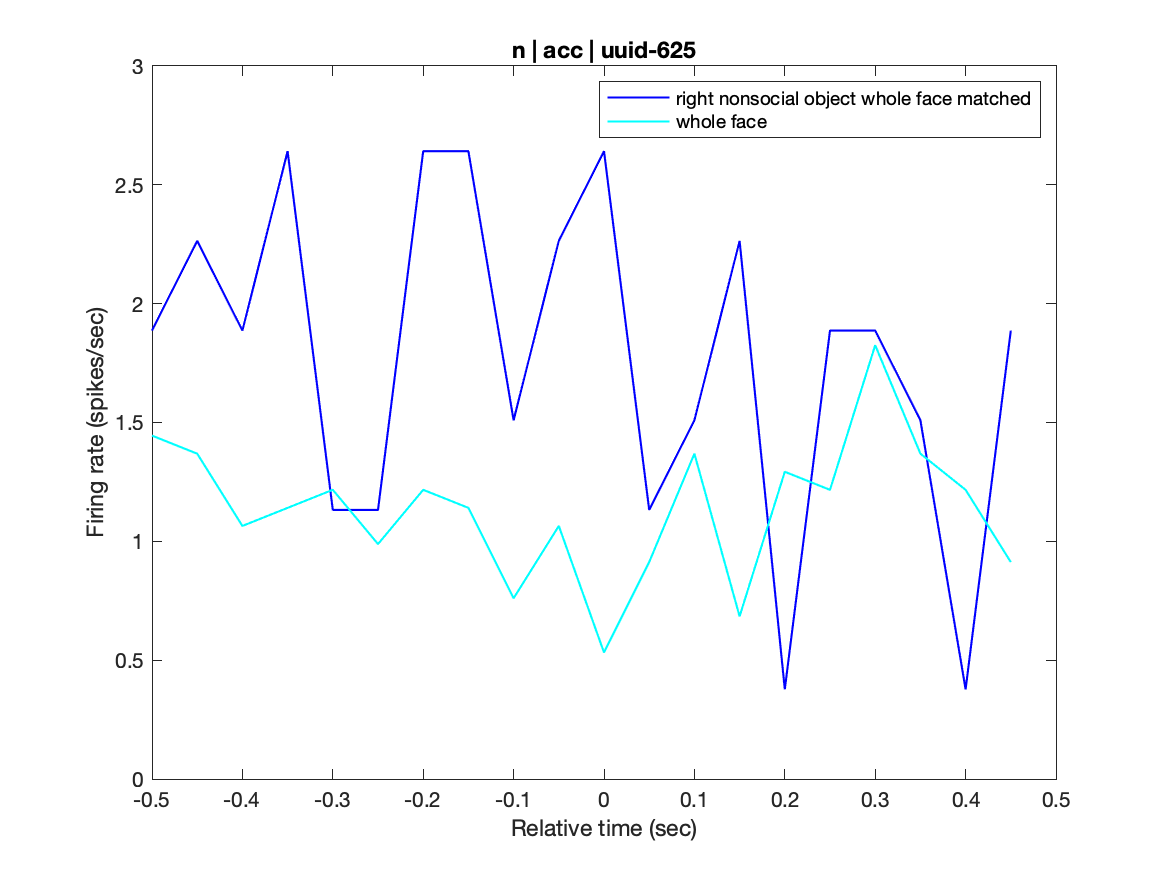 n | acc | uuid-625
right nonsocial object whole face matched
whole face
3
2.5
2
1.5
1
0.5
0
Firing rate (spikes/sec)
-0.5 -0.4 -0.3 -0.2 -0.1 0 0.1 0.2 0.3 0.4 0.5
Relative time (sec)